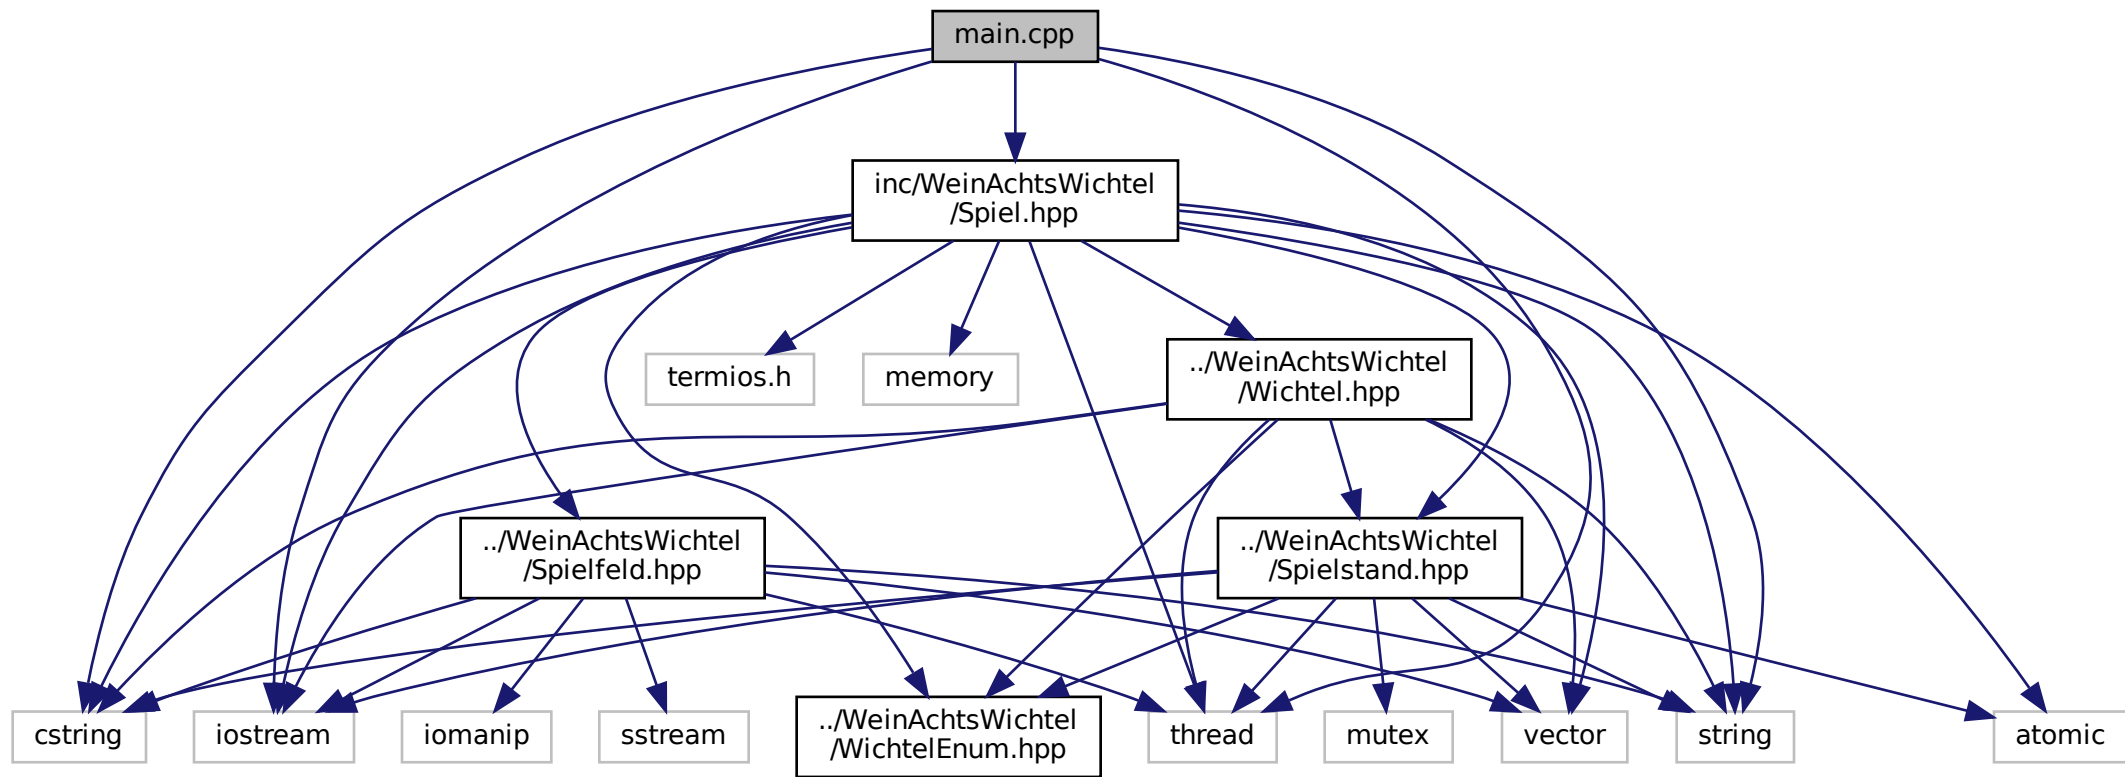 main.cpp
inc/WeinAchtsWichtel
/Spiel.hpp
termios.h
memory
../WeinAchtsWichtel
/Wichtel.hpp
../WeinAchtsWichtel
/Spielfeld.hpp
../WeinAchtsWichtel
/Spielstand.hpp
cstring
iostream
iomanip
sstream
../WeinAchtsWichtel
/WichtelEnum.hpp
thread
mutex
vector
string
atomic